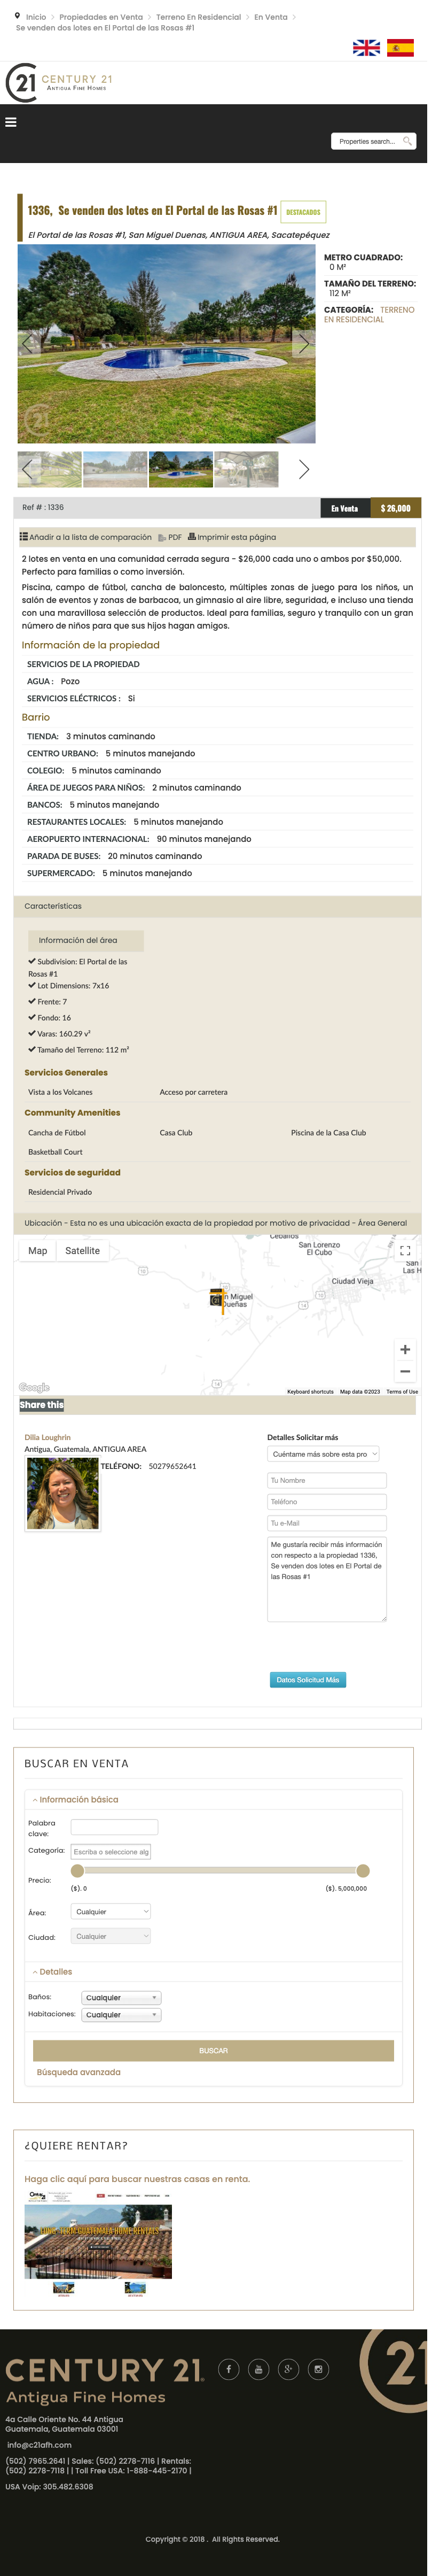 Inico > Propiedades en Venta > Terreno En Residencial > En Venta >
Se venden dos lotes en El Portal de las Rosas #1
21 CENTURY 21
Antigua Fine Homes
Properties search...
1336, Se venden dos lotes en El Portal de las Rosas #1 DESTACADOS
El Portal de las Rosas #1, San Miguel Duenas, ANTIGUA AREA, Sacatepéquez
METRO CUADRADO:
0 M²
TAMAÑO DEL TERRENO:
112 M²
CATEGORÍA: TERRENO
EN RESIDENCIAL
Ref # : 1336
En Venta
$ 26,000
Añadir a la lista de comparación PDF Imprimir esta página
2 lotes en venta en una comunidad cerrada segura - $26,000 cada uno o ambos por $50,000.
Perfecto para familias o como inversión.
Piscina, campo de fútbol, cancha de baloncesto, múltiples zonas de juego para los niños, un
salón de eventos y zonas de barbacoa, un gimnasio al aire libre, seguridad, e incluso una tienda
con una maravillosa selección de productos. Ideal para familias, seguro y tranquilo con un gran
número de niños para que sus hijos hagan amigos.
Información de la propiedad
SERVICIOS DE LA PROPIEDAD
AGUA : Pozo
SERVICIOS ELÉCTRICOS : Si
Barrio
TIENDA: 3 minutos caminando
CENTRO URBANO: 5 minutos manejando
COLEGIO: 5 minutos caminando
ÁREA DE JUEGOS PARA NIÑOS: 2 minutos caminando
BANCOS: 5 minutos manejando
RESTAURANTES LOCALES: 5 minutos manejando
AEROPUERTO INTERNACIONAL: 90 minutos manejando
PARADA DE BUSES: 20 minutos caminando
SUPERMERCADO: 5 minutos manejando
Características
Información del área
Subdivision: El Portal de las
Rosas #1
Lot Dimensions: 7x16
Frente: 7
Fondo: 16
Varas: 160.29 v²
Tamaño del Terreno: 112 m²
Servicios Generales
Vista a los Volcanes
Acceso por carretera
Community Amenities
Cancha de Fútbol
Casa Club
Piscina de la Casa Club
Basketball Court
Servicios de seguridad
Residencial Privado
Ubicación - Esta no es una ubicación exacta de la propiedad por motivo de privacidad - Área General
Map
Satellite
Ceballos
San Lorenzo
El Cubo
San
Las H
Ciudad Vieja
n Miguel
Dueñas
10
10
10
14
14
Google
Keyboard shortcuts Map data ©2023 Terms of Use
Share this
Dilia Loughrin
Antigua, Guatemala, ANTIGUA AREA
TELÉFONO: 50279652641
Detalles Solicitar más
Cuéntame más sobre esta pro
Tu Nombre
Teléfono
Tu e-Mail
Me gustaría recibir más información
con respecto a la propiedad 1336,
Se venden dos lotes en El Portal de
las Rosas #1
Datos Solicitud Más
BUSCAR EN VENTA
Información básica
Palabra
clave:
Categoría: Escriba o seleccione alg
Precio:
($). 0
($). 5,000,000
Área: Cualquier
Ciudad: Cualquier
Detalles
Baños: Cualquier
Habitaciones: Cualquier
BUSCAR
Búsqueda avanzada
¿QUIERE RENTAR?
Haga clic aquí para buscar nuestras casas en renta.
LONG-TERM GUATEMALA HOME RENTALS
CENTURY 21
Antigua Fine Homes
21
4a Calle Oriente No. 44 Antigua
Guatemala, Guatemala 03001
info@c21afh.com
(502) 7965.2641 | Sales: (502) 2278-7116 | Rentals:
(502) 2278-7118 | | Toll Free USA: 1-888-445-2170 |
USA Voip: 305.482.6308
Copyright © 2018 . All Rights Reserved.